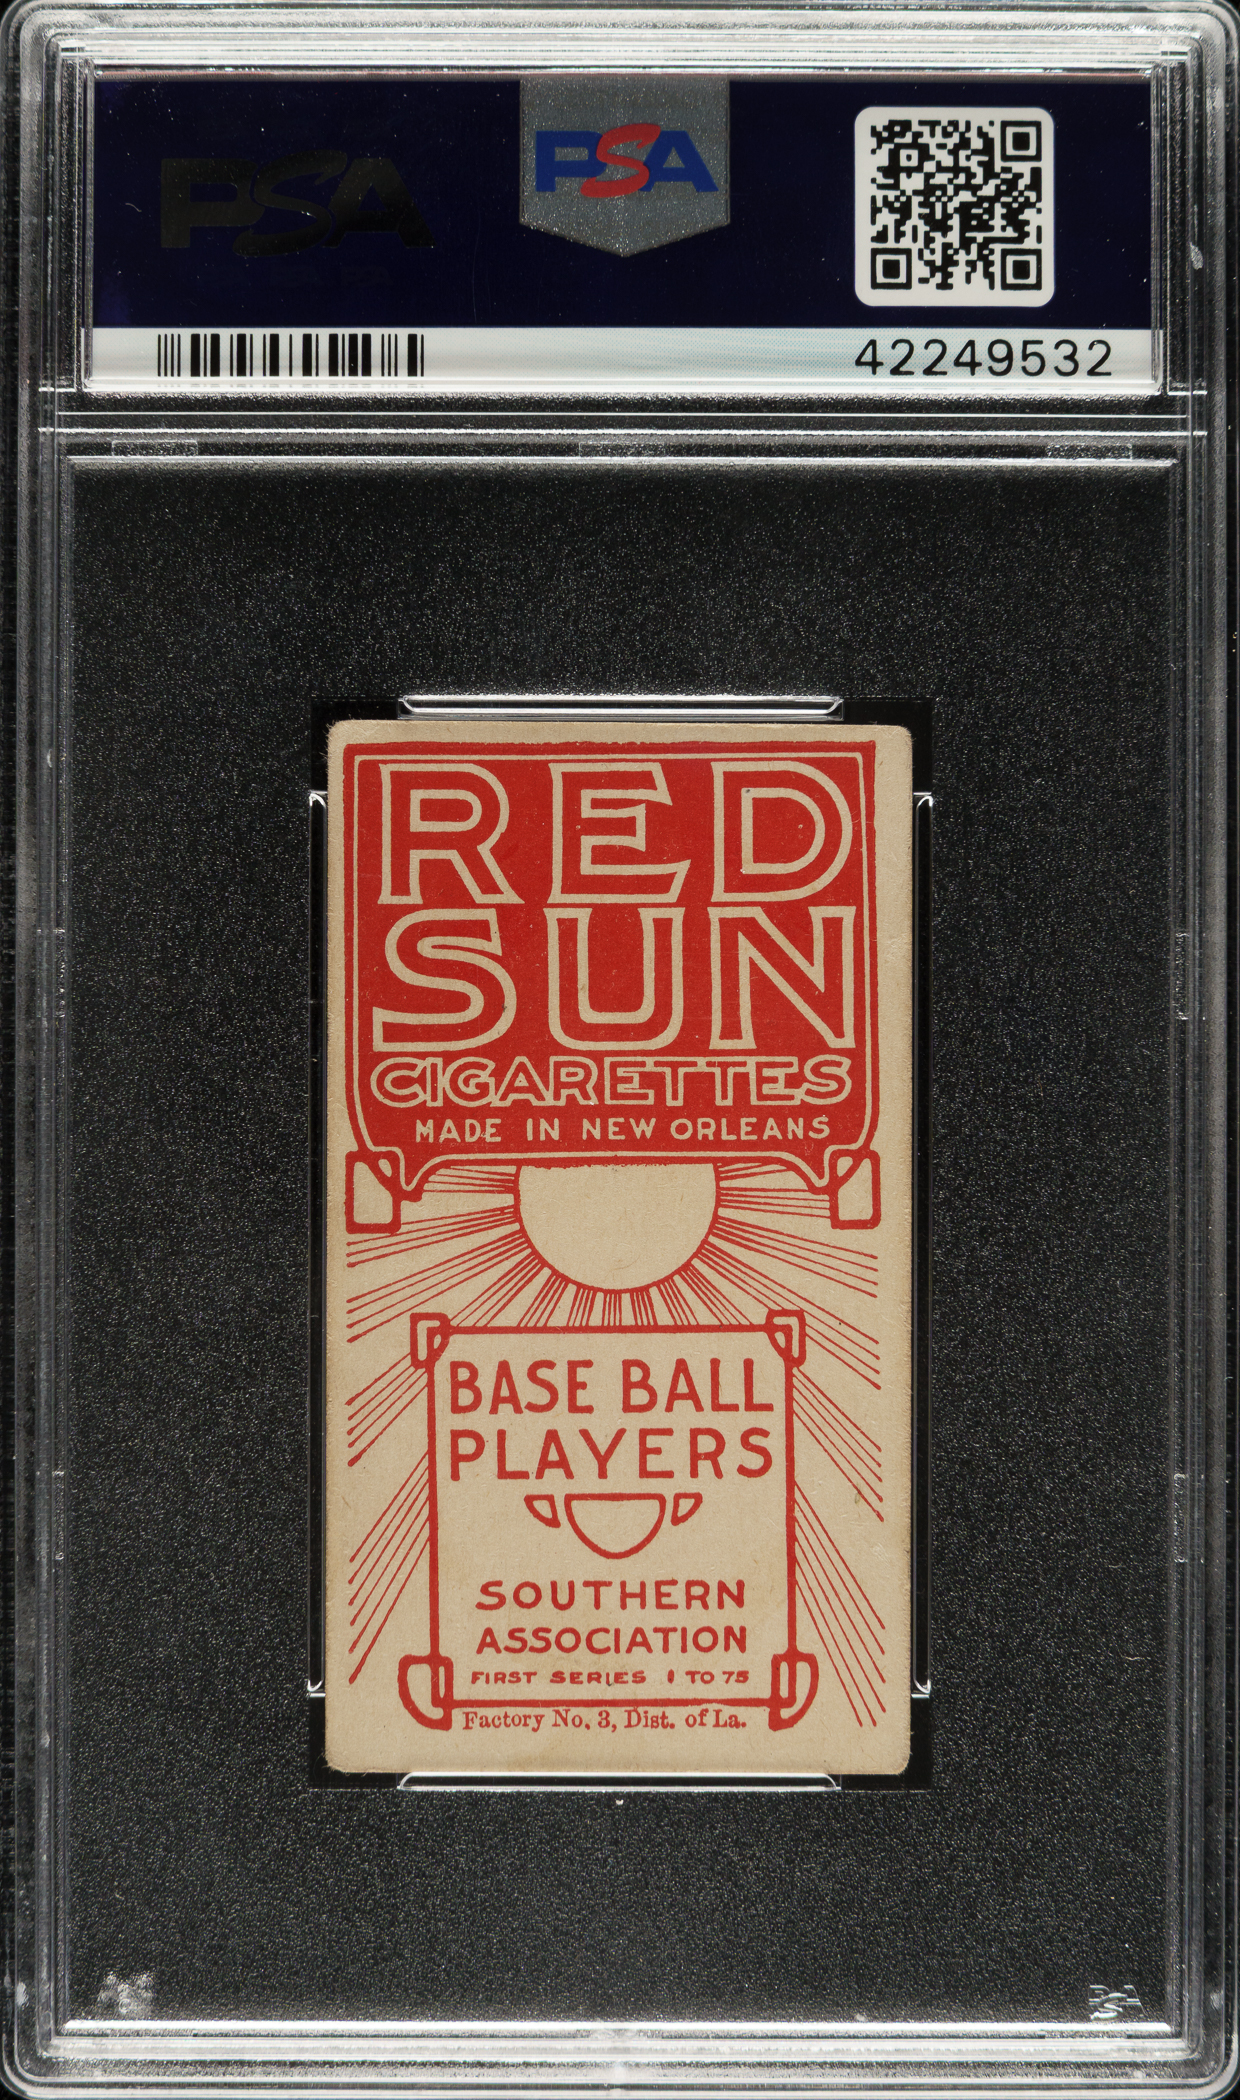 PSA
PSA
42249532
RED
SUN
CIGARETTES
MADE IN NEW ORLEANS
BASE BALL
PLAYERS
SOUTHERN
ASSOCIATION
FIRST SERIES 1 TO 75
Factory No. 3, Dist. of La.
PSA